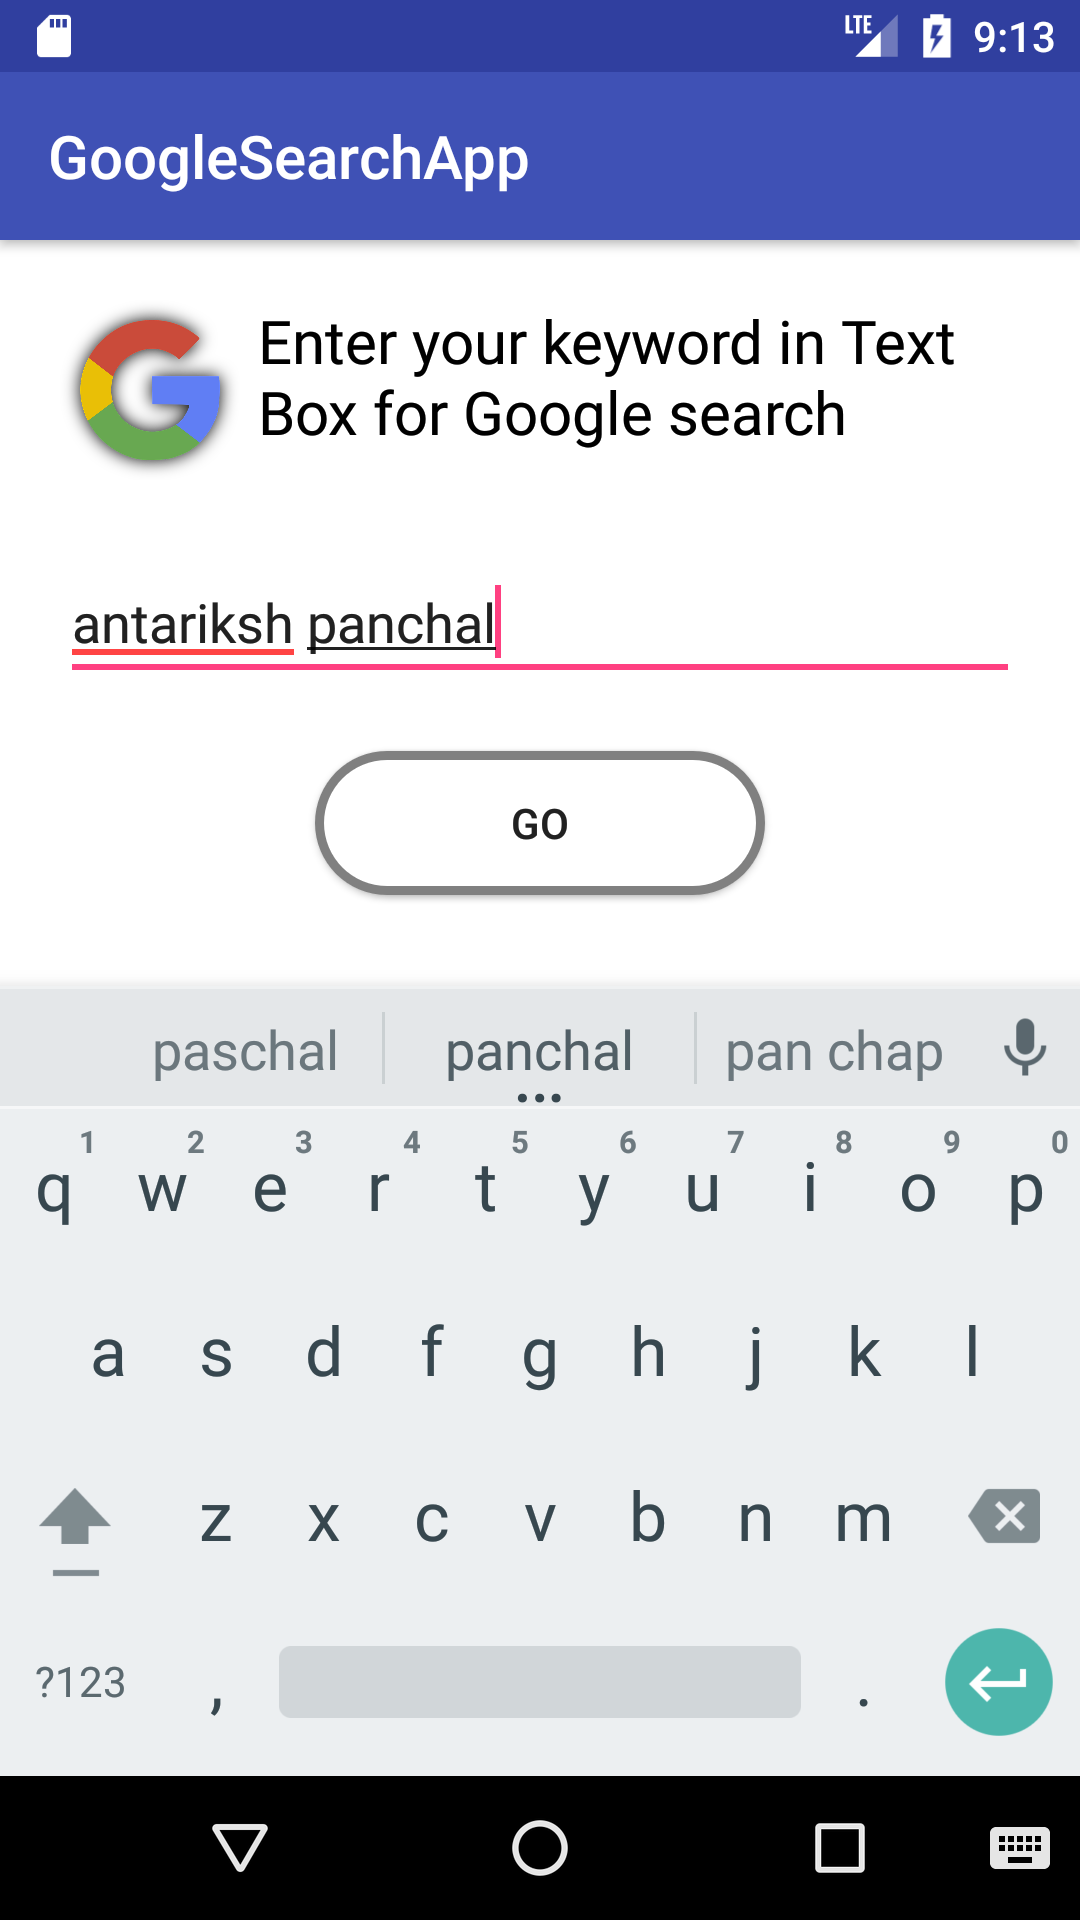 LTE 9:13
GoogleSearchApp
Enter your keyword in Text
Box for Google search
antariksh panchal
GO
paschal panchal pan chap
1 2 3 4 5 6 7 8 9 0
q w e r t y u i o p
a s d f g h j k l
z x c v b n m
?123 , .